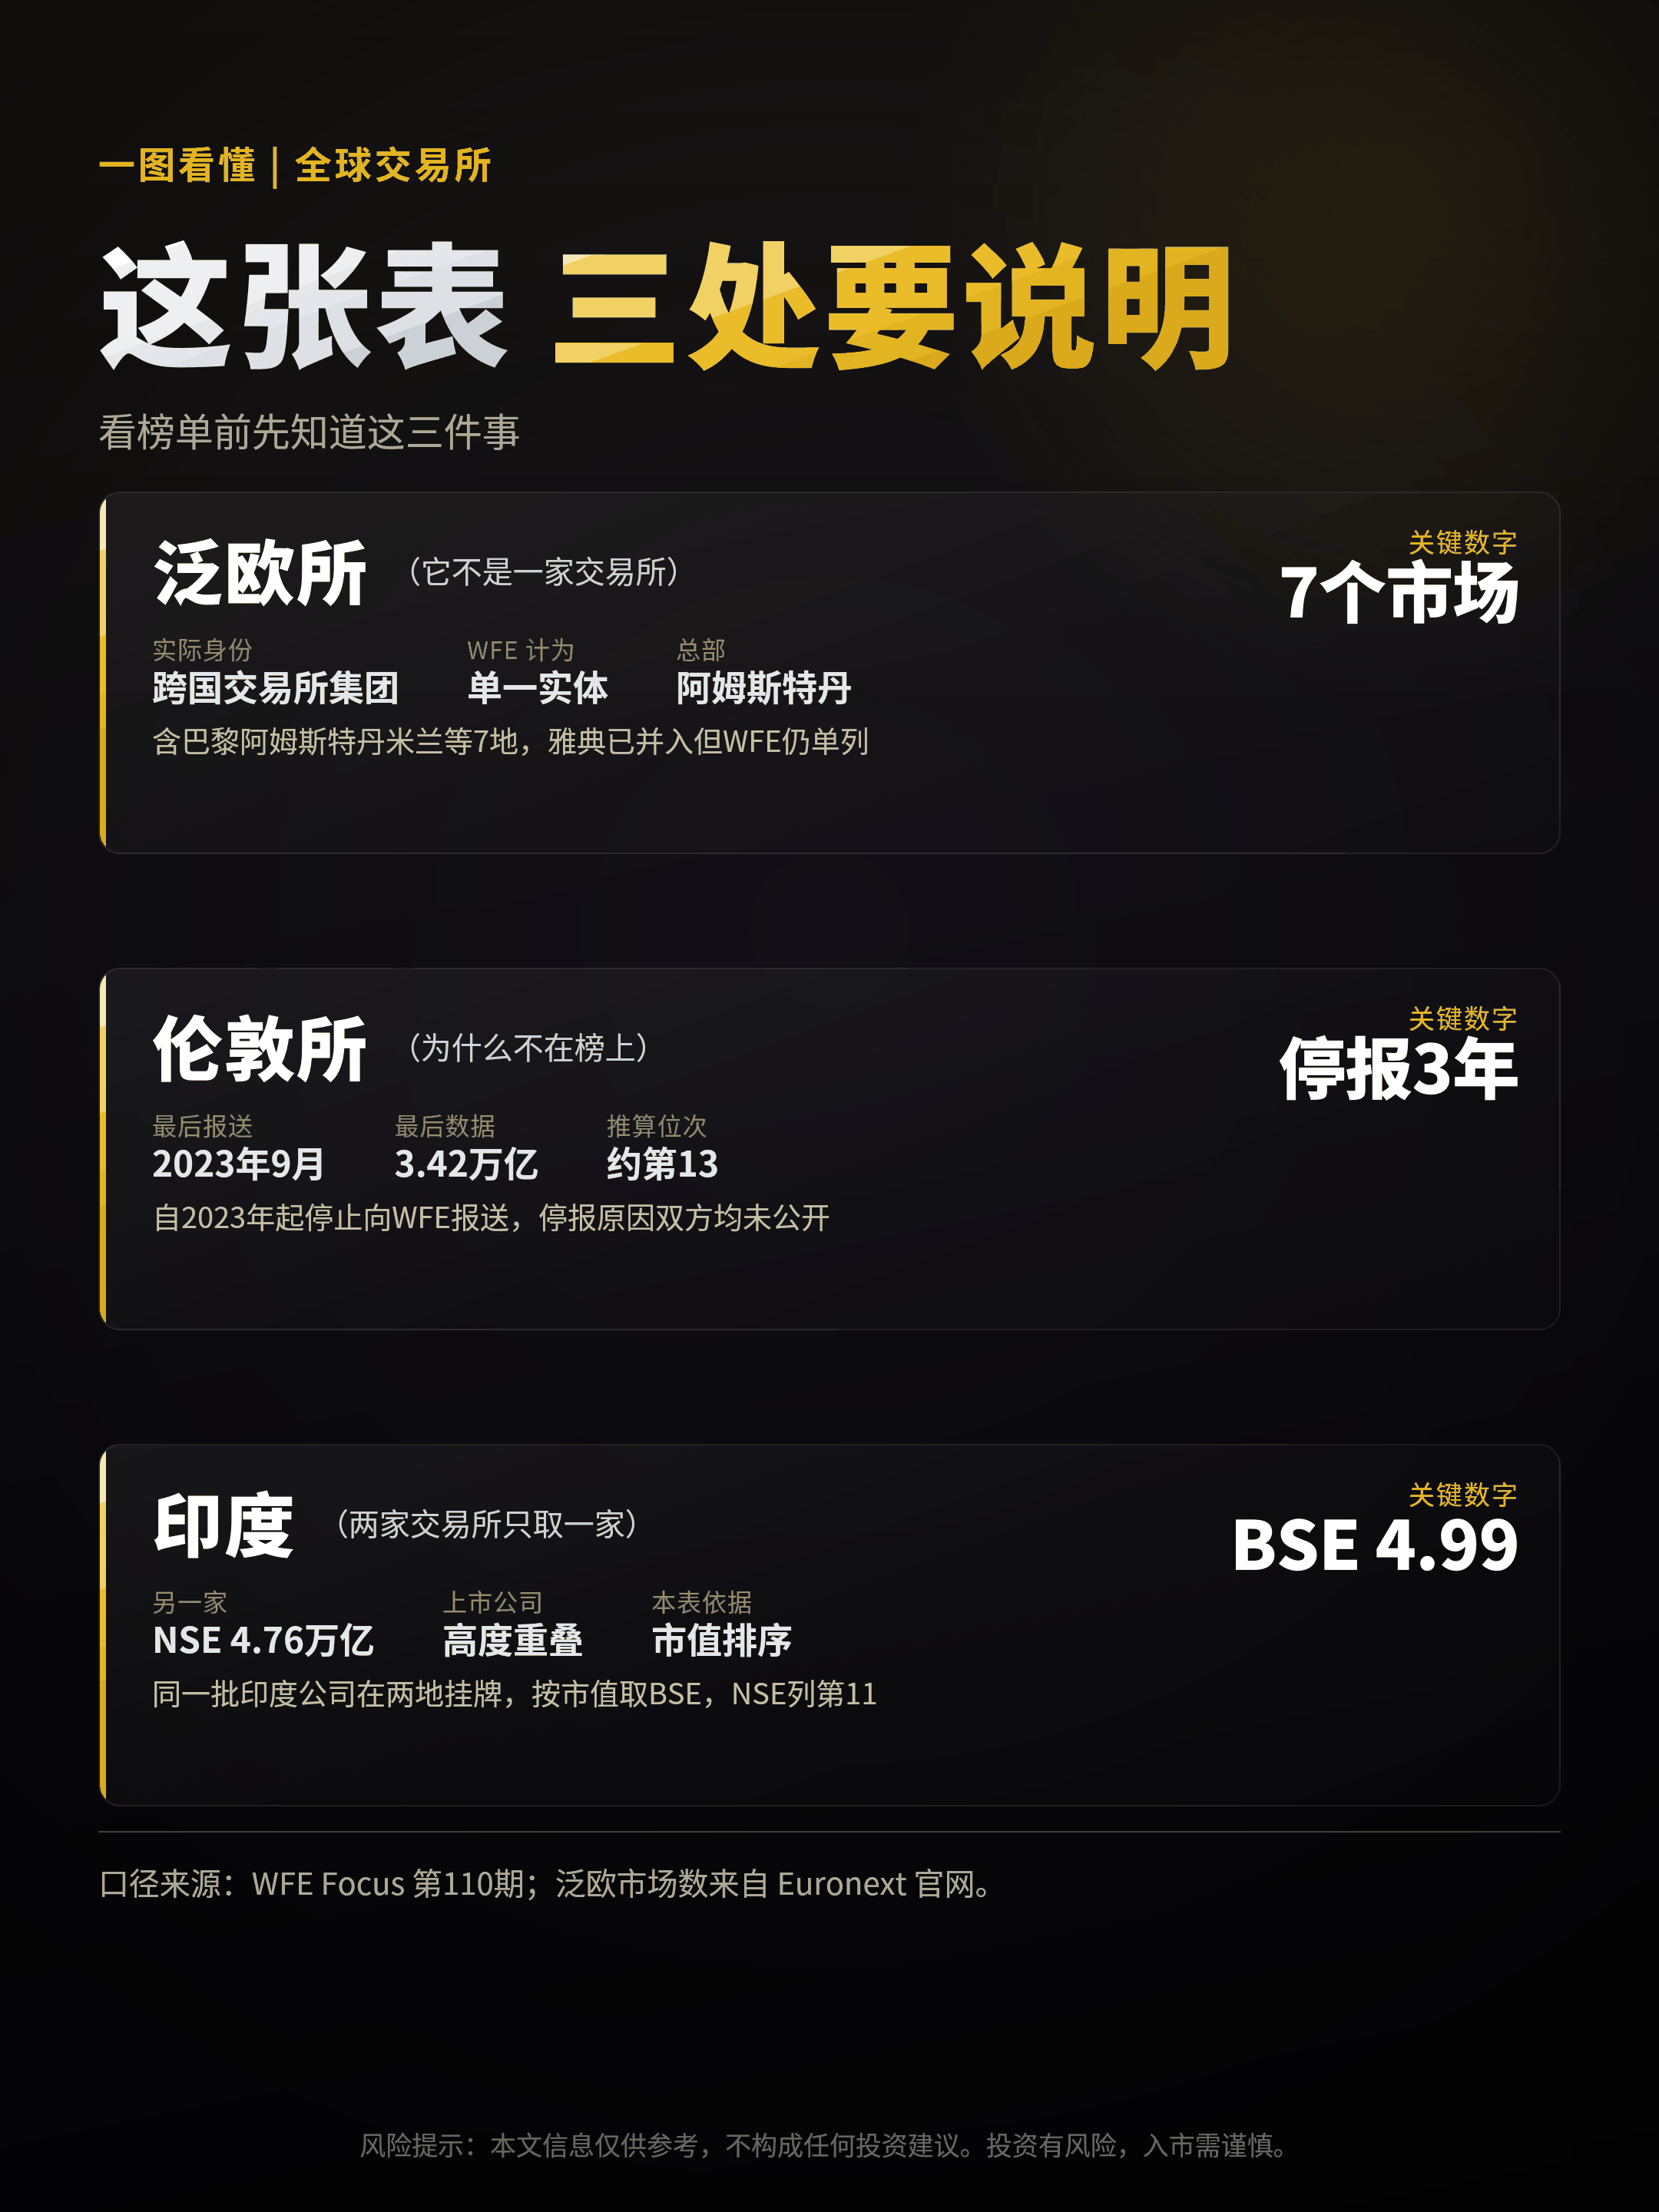 一图看懂 | 全球交易所
这张表 三处要说明
看榜单前先知道这三件事
泛欧所 （它不是一家交易所）
关键数字
7个市场
实际身份 WFE 计为 总部
跨国交易所集团 单一实体 阿姆斯特丹
含巴黎阿姆斯特丹米兰等7地，雅典已并入但WFE仍单列
伦敦所 （为什么不在榜上）
关键数字
停报3年
最后报送 最后数据 推算位次
2023年9月 3.42万亿 约第13
自2023年起停止向WFE报送，停报原因双方均未公开
印度 （两家交易所只取一家）
关键数字
BSE 4.99
另一家 上市公司 本表依据
NSE 4.76万亿 高度重叠 市值排序
同一批印度公司在两地挂牌，按市值取BSE，NSE列第11
口径来源：WFE Focus 第110期；泛欧市场数来自 Euronext 官网。
风险提示：本文信息仅供参考，不构成任何投资建议。投资有风险，入市需谨慎。